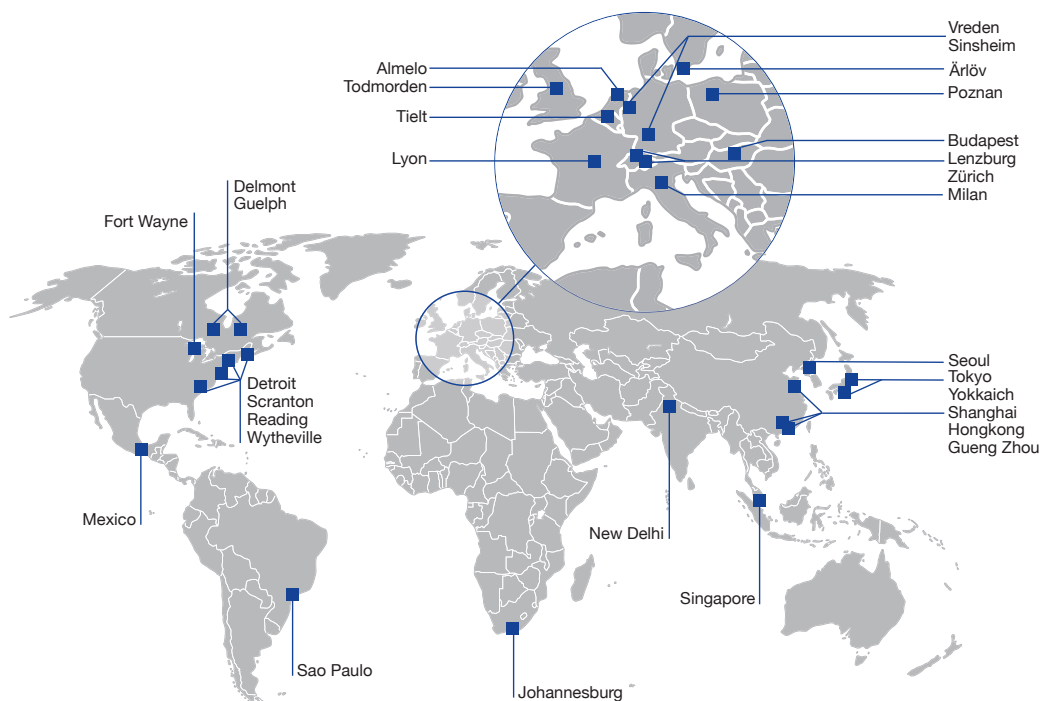 Vreden
Sinsheim
Almelo
Todmorden
Ärlöv
Poznan
Tielt
Budapest
Lyon
Lenzburg
Zürich
Milan
Delmont
Guelph
Fort Wayne
Seoul
Tokyo
Yokkaich
Detroit
Scranton
Reading
Wytheville
Shanghai
Hongkong
Gueng Zhou
Mexico
New Delhi
Singapore
Sao Paulo
Johannesburg